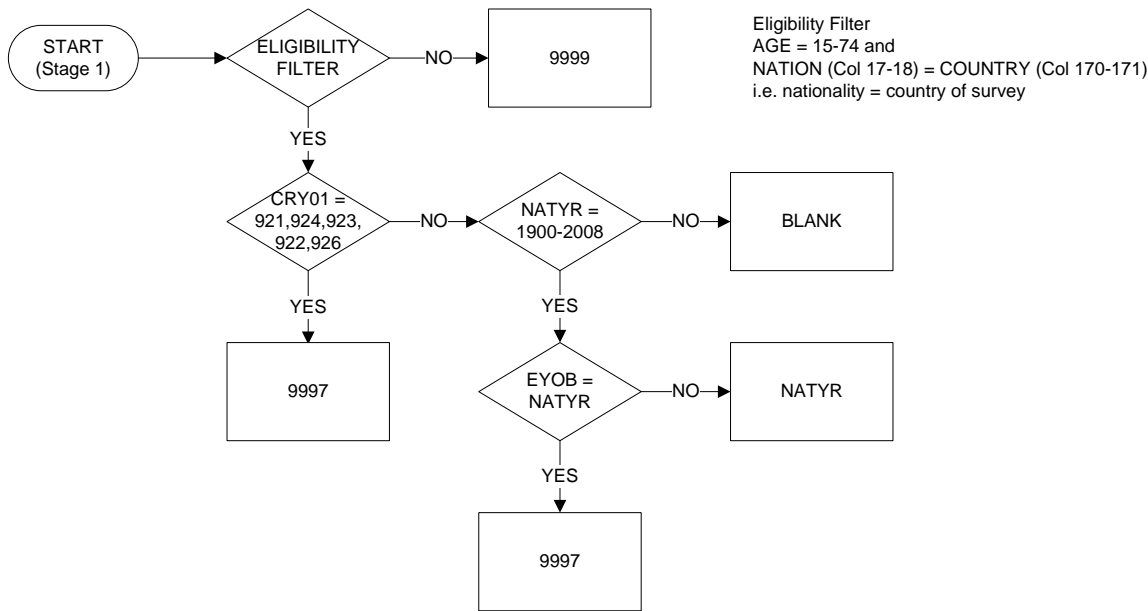 START
(Stage 1)
ELIGIBILITY
FILTER
NO
9999
Eligibility Filter
AGE = 15-74 and
NATION (Col 17-18) = COUNTRY (Col 170-171)
i.e. nationality = country of survey
YES
CRY01 =
921,924,923,
922,926
NO
NATYR =
1900-2008
NO
BLANK
YES
YES
9997
EYOB =
NATYR
NO
NATYR
YES
9997